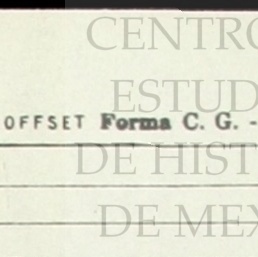 CENTRO
ESTUD
OFFSET Forma C. G. -
DE HIST
DE MEX